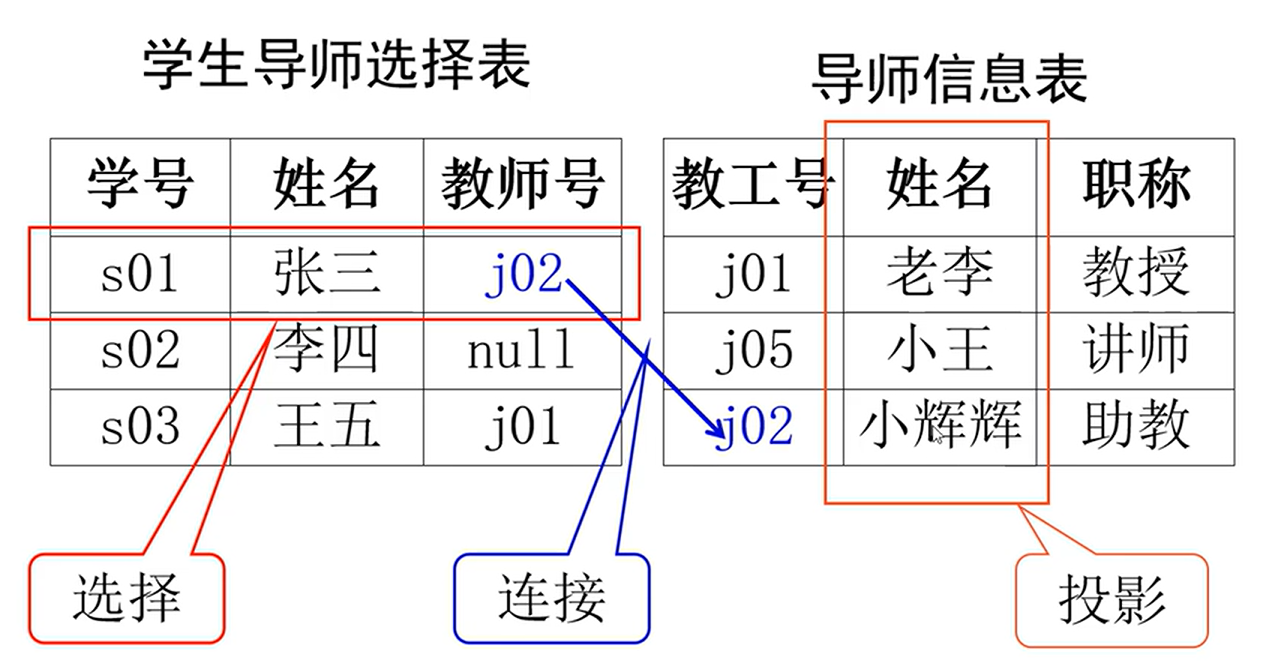 学生导师选择表
导师信息表
学号 姓名 教师号
s01 张三 j02
s02 李四 null
s03 王五 j01
教工号 姓名 职称
j01 老李 教授
j05 小王 讲师
j02 小辉辉 助教
选择
连接
投影